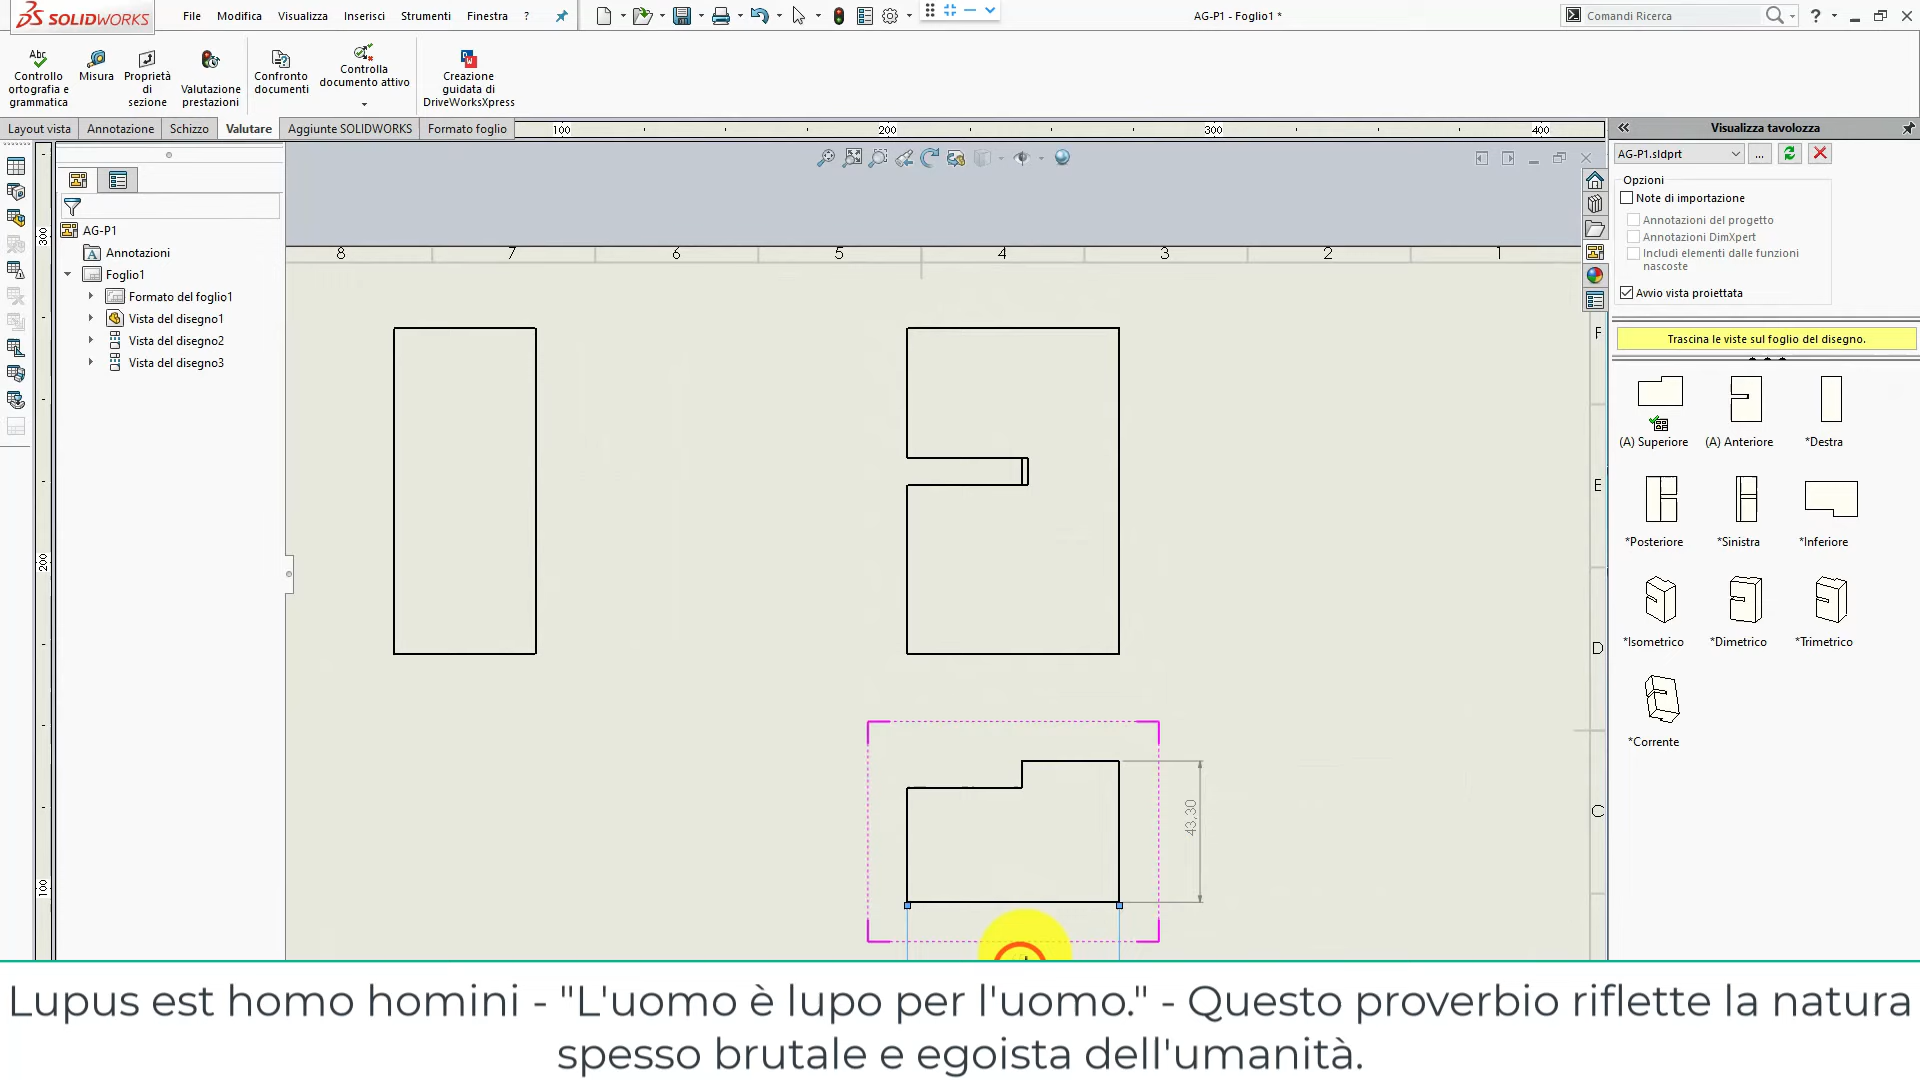 SOLIDWORKS
File Modifica Visualizza Inserisci Strumenti Finestra ?
AG-P1 - Foglio1 *
Comandi Ricerca
?
Abc
Controllo ortografia e grammatica
Misura
Proprietà di sezione
Valutazione prestazioni
Confronto documenti
Controlla documento attivo
Creazione guidata di DriveWorksXpress
Layout vista Annotazione Schizzo Valutare Aggiunte SOLIDWORKS Formato foglio
100 200 300 400
Visualizza tavolozza
AG-P1.sldprt
...
Opzioni
Note di importazione
Annotazioni del progetto
Annotazioni DimXpert
Includi elementi dalle funzioni
nascoste
Avvio vista proiettata
Trascina le viste sul foglio del disegno.
(A) Superiore (A) Anteriore *Destra
*Posteriore *Sinistra *Inferiore
*Isometrico *Dimetrico *Trimetrico
*Corrente
AG-P1
Annotazioni
Foglio1
Formato del foglio1
Vista del disegno1
Vista del disegno2
Vista del disegno3
300
200
100
8 7 6 5 4 3 2 1
F
E
D
C
43,30
Lupus est homo homini - "L'uomo è lupo per l'uomo." - Questo proverbio riflette la natura
spesso brutale e egoista dell'umanità.